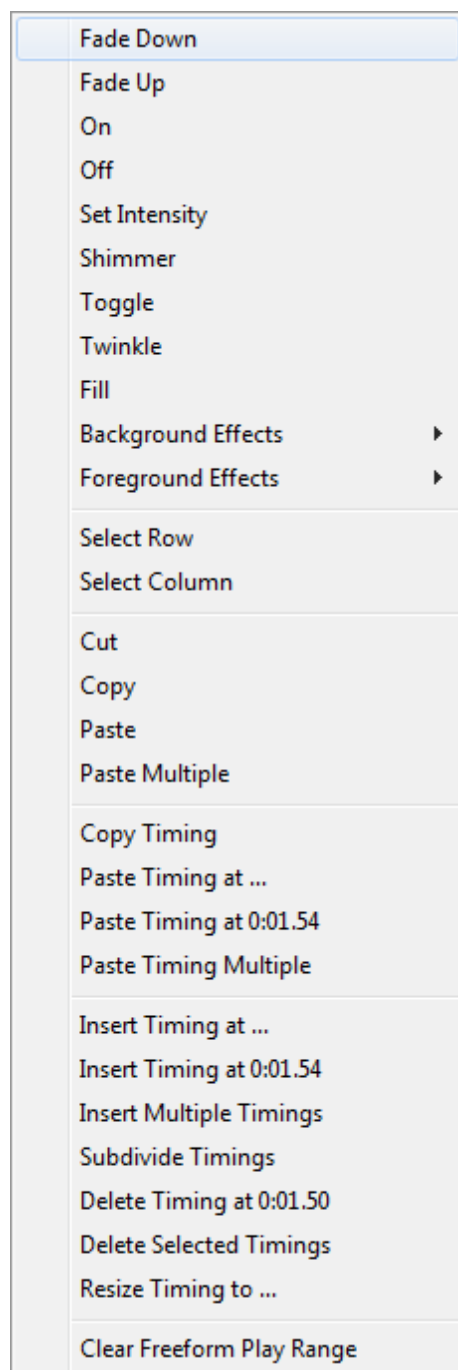 Fade Down
Fade Up
On
Off
Set Intensity
Shimmer
Toggle
Twinkle
Fill
Background Effects
Foreground Effects
Select Row
Select Column
Cut
Copy
Paste
Paste Multiple
Copy Timing
Paste Timing at ...
Paste Timing at 0:01.54
Paste Timing Multiple
Insert Timing at ...
Insert Timing at 0:01.54
Insert Multiple Timings
Subdivide Timings
Delete Timing at 0:01.50
Delete Selected Timings
Resize Timing to ...
Clear Freeform Play Range